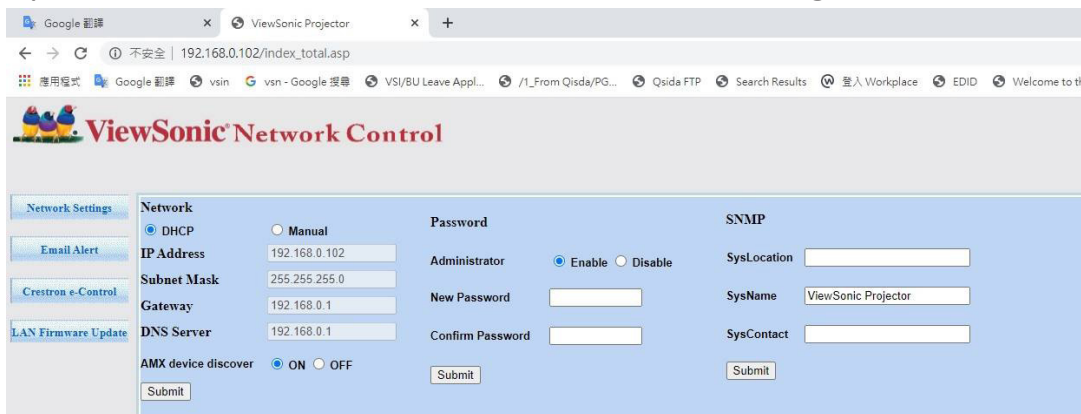 Google 翻譯
ViewSonic Projector
不安全 | 192.168.0.102/index_total.asp
應用程式 Google 翻譯 vsin vsn - Google 搜尋 VSI/BU Leave Appl... /1_From Qisda/PG... Qsida FTP Search Results 登入 Workplace EDID Welcome to th
ViewSonic® Network Control
Network Settings
Email Alert
Crestron e-Control
LAN Firmware Update
Network
DHCP Manual
IP Address 192.168.0.102
Subnet Mask 255.255.255.0
Gateway 192.168.0.1
DNS Server 192.168.0.1
AMX device discover ON OFF
Submit
Password
Administrator Enable Disable
New Password
Confirm Password
Submit
SNMP
SysLocation
SysName ViewSonic Projector
SysContact
Submit